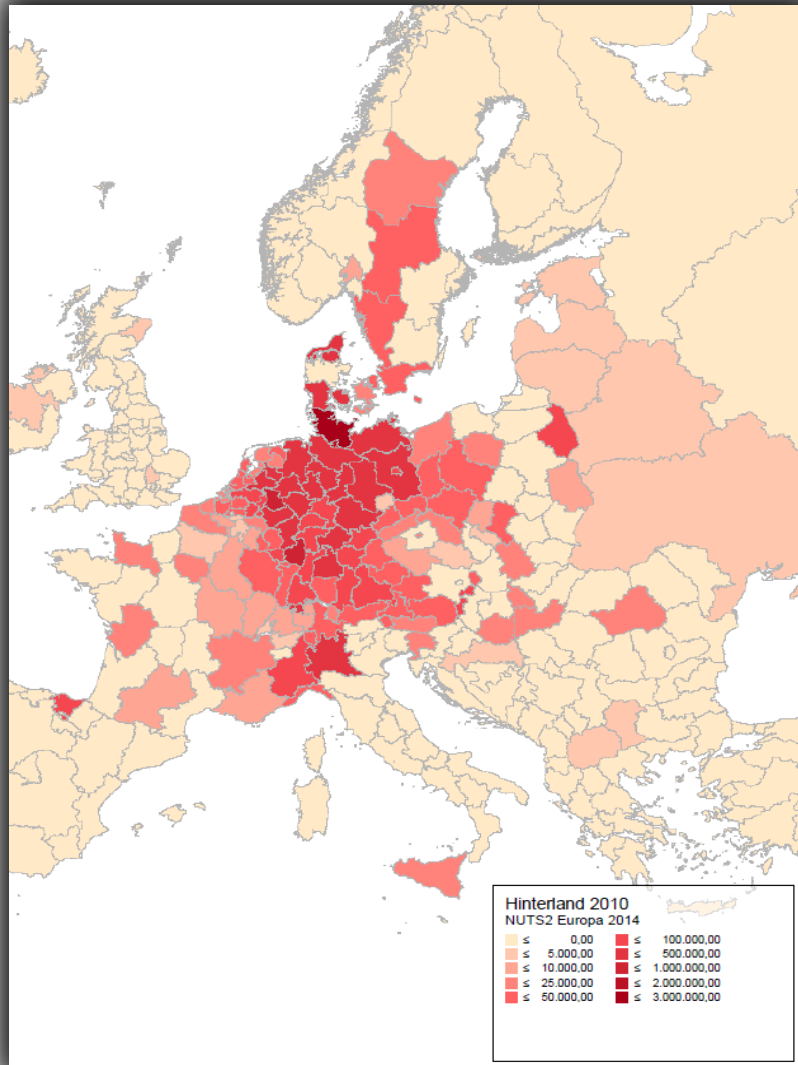 Hinterland 2010
NUTS2 Europa 2014
≤ 0,00 ≤ 100.000,00
≤ 5.000,00 ≤ 500.000,00
≤ 10.000,00 ≤ 1.000.000,00
≤ 25.000,00 ≤ 2.000.000,00
≤ 50.000,00 ≤ 3.000.000,00